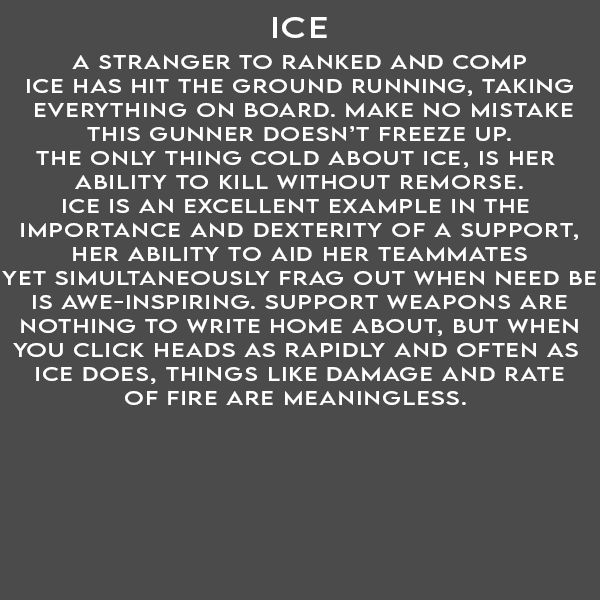 ICE
A STRANGER TO RANKED AND COMP
ICE HAS HIT THE GROUND RUNNING, TAKING
EVERYTHING ON BOARD. MAKE NO MISTAKE
THIS GUNNER DOESN'T FREEZE UP.
THE ONLY THING COLD ABOUT ICE, IS HER
ABILITY TO KILL WITHOUT REMORSE.
ICE IS AN EXCELLENT EXAMPLE IN THE
IMPORTANCE AND DEXTERITY OF A SUPPORT,
HER ABILITY TO AID HER TEAMMATES
YET SIMULTANEOUSLY FRAG OUT WHEN NEED BE
IS AWE-INSPIRING. SUPPORT WEAPONS ARE
NOTHING TO WRITE HOME ABOUT, BUT WHEN
YOU CLICK HEADS AS RAPIDLY AND OFTEN AS
ICE DOES, THINGS LIKE DAMAGE AND RATE
OF FIRE ARE MEANINGLESS.